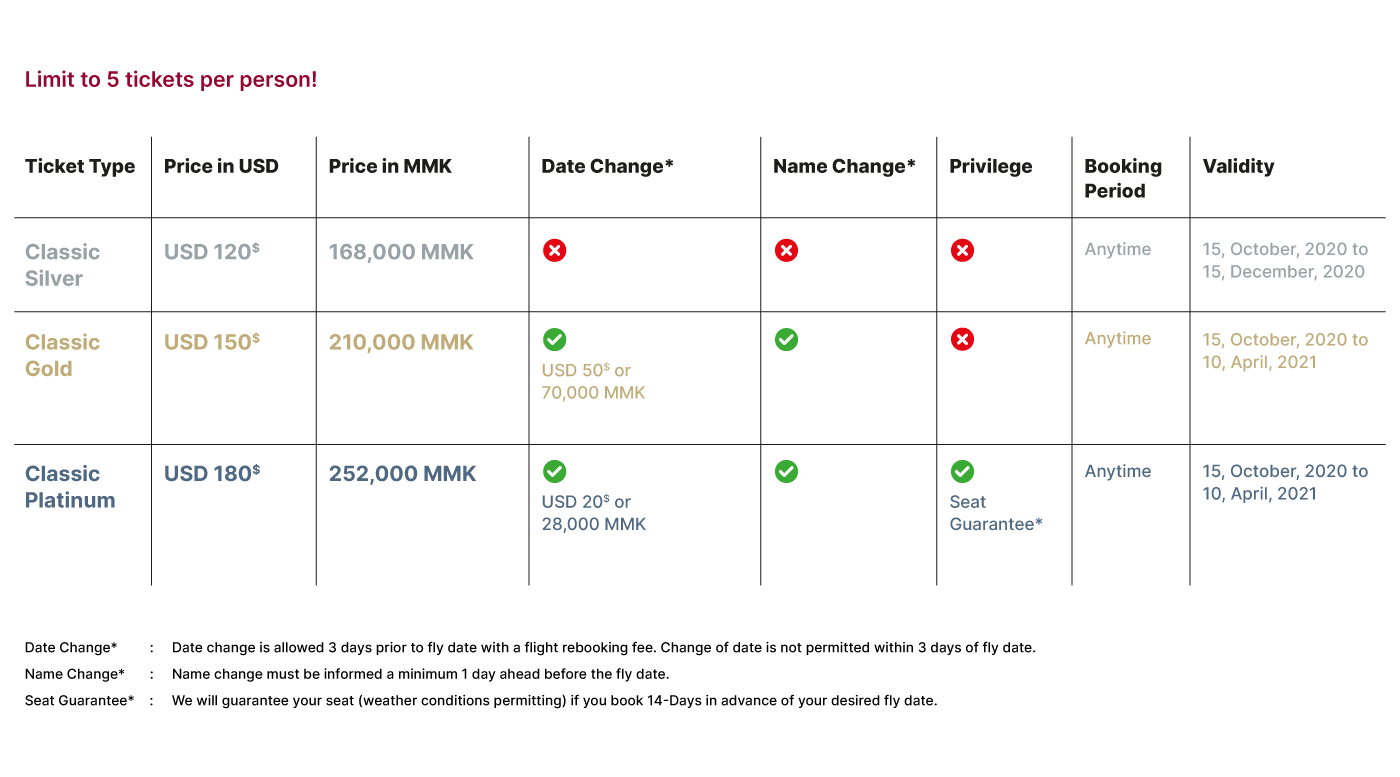 Limit to 5 tickets per person!
Ticket Type Price in USD Price in MMK Date Change* Name Change* Privilege Booking Period Validity
Classic Silver USD 120$ 168,000 MMK Anytime 15, October, 2020 to 15, December, 2020
Classic Gold USD 150$ 210,000 MMK USD 50$ or 70,000 MMK Anytime 15, October, 2020 to 10, April, 2021
Classic Platinum USD 180$ 252,000 MMK USD 20$ or 28,000 MMK Seat Guarantee* Anytime 15, October, 2020 to 10, April, 2021
Date Change* : Date change is allowed 3 days prior to fly date with a flight rebooking fee. Change of date is not permitted within 3 days of fly date.
Name Change* : Name change must be informed a minimum 1 day ahead before the fly date.
Seat Guarantee* : We will guarantee your seat (weather conditions permitting) if you book 14-Days in advance of your desired fly date.